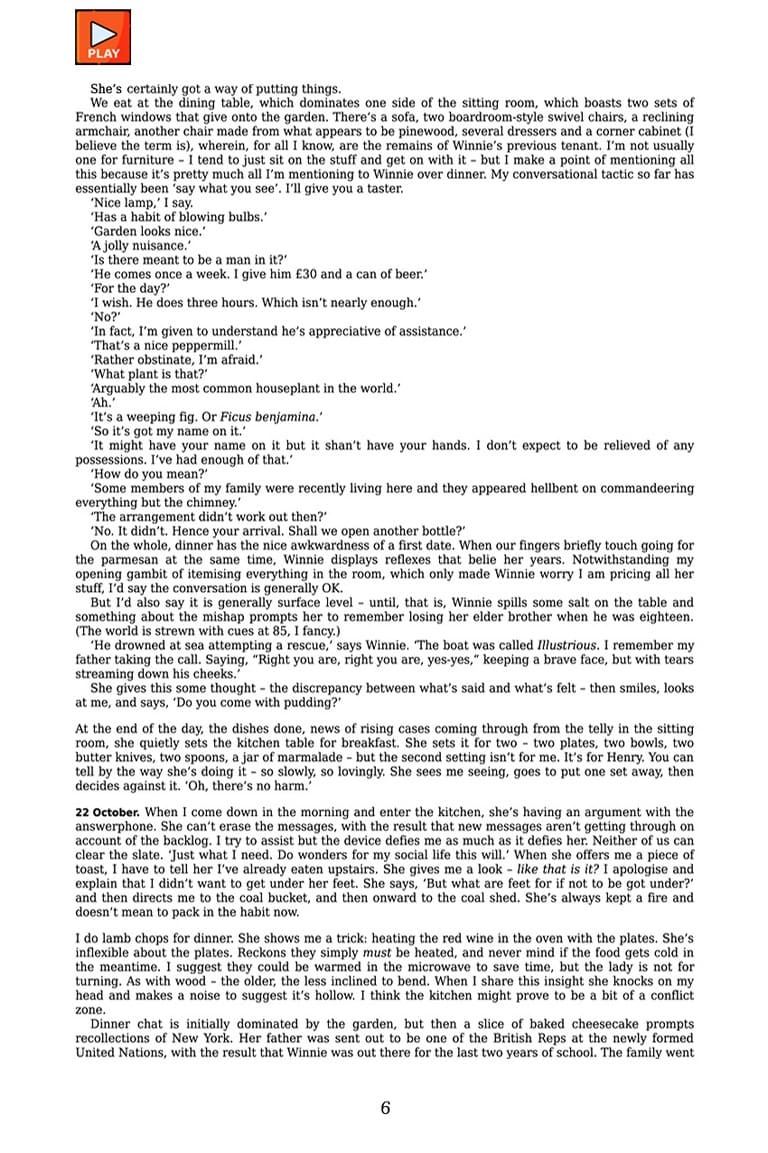 PLAY
She’s certainly got a way of putting things.
We eat at the dining table, which dominates one side of the sitting room, which boasts two sets of
French windows that give onto the garden. There’s a sofa, two boardroom-style swivel chairs, a reclining
armchair, another chair made from what appears to be pinewood, several dressers and a corner cabinet (I
believe the term is), wherein, for all I know, are the remains of Winnie’s previous tenant. I’m not usually
one for furniture – I tend to just sit on the stuff and get on with it – but I make a point of mentioning all
this because it’s pretty much all I’m mentioning to Winnie over dinner. My conversational tactic so far has
essentially been ‘say what you see’. I’ll give you a taster.
‘Nice lamp,’ I say.
‘Has a habit of blowing bulbs.’
‘Garden looks nice.’
‘A jolly nuisance.’
‘Is there meant to be a man in it?’
‘He comes once a week. I give him £30 and a can of beer.’
‘For the day?’
‘I wish. He does three hours. Which isn’t nearly enough.’
‘No?’
‘In fact, I’m given to understand he’s appreciative of assistance.’
‘That’s a nice peppermill.’
‘Rather obstinate, I’m afraid.’
‘What plant is that?’
‘Arguably the most common houseplant in the world.’
‘Ah.’
‘It’s a weeping fig. Or Ficus benjamina.’
‘So it’s got my name on it.’
‘It might have your name on it but it shan’t have your hands. I don’t expect to be relieved of any
possessions. I’ve had enough of that.’
‘How do you mean?’
‘Some members of my family were recently living here and they appeared hellbent on commandeering
everything but the chimney.’
‘The arrangement didn’t work out then?’
‘No. It didn’t. Hence your arrival. Shall we open another bottle?’
On the whole, dinner has the nice awkwardness of a first date. When our fingers briefly touch going for
the parmesan at the same time, Winnie displays reflexes that belie her years. Notwithstanding my
opening gambit of itemising everything in the room, which only made Winnie worry I am pricing all her
stuff, I’d say the conversation is generally OK.
But I’d also say it is generally surface level – until, that is, Winnie spills some salt on the table and
something about the mishap prompts her to remember losing her elder brother when he was eighteen.
(The world is strewn with cues at 85, I fancy.)
‘He drowned at sea attempting a rescue,’ says Winnie. ‘The boat was called Illustrious. I remember my
father taking the call. Saying, “Right you are, right you are, yes-yes,” keeping a brave face, but with tears
streaming down his cheeks.’
She gives this some thought – the discrepancy between what’s said and what’s felt – then smiles, looks
at me, and says, ‘Do you come with pudding?’
At the end of the day, the dishes done, news of rising cases coming through from the telly in the sitting
room, she quietly sets the kitchen table for breakfast. She sets it for two – two plates, two bowls, two
butter knives, two spoons, a jar of marmalade – but the second setting isn’t for me. It’s for Henry. You can
tell by the way she’s doing it – so slowly, so lovingly. She sees me seeing, goes to put one set away, then
decides against it. ‘Oh, there’s no harm.’
22 October. When I come down in the morning and enter the kitchen, she’s having an argument with the
answerphone. She can’t erase the messages, with the result that new messages aren’t getting through on
account of the backlog. I try to assist but the device defies me as much as it defies her. Neither of us can
clear the slate. ‘Just what I need. Do wonders for my social life this will.’ When she offers me a piece of
toast, I have to tell her I’ve already eaten upstairs. She gives me a look – like that is it? I apologise and
explain that I didn’t want to get under her feet. She says, ‘But what are feet for if not to be got under?’
and then directs me to the coal bucket, and then onward to the coal shed. She’s always kept a fire and
doesn’t mean to pack in the habit now.
I do lamb chops for dinner. She shows me a trick: heating the red wine in the oven with the plates. She’s
inflexible about the plates. Reckons they simply must be heated, and never mind if the food gets cold in
the meantime. I suggest they could be warmed in the microwave to save time, but the lady is not for
turning. As with wood – the older, the less inclined to bend. When I share this insight she knocks on my
head and makes a noise to suggest it’s hollow. I think the kitchen might prove to be a bit of a conflict
zone.
Dinner chat is initially dominated by the garden, but then a slice of baked cheesecake prompts
recollections of New York. Her father was sent out to be one of the British Reps at the newly formed
United Nations, with the result that Winnie was out there for the last two years of school. The family went
6